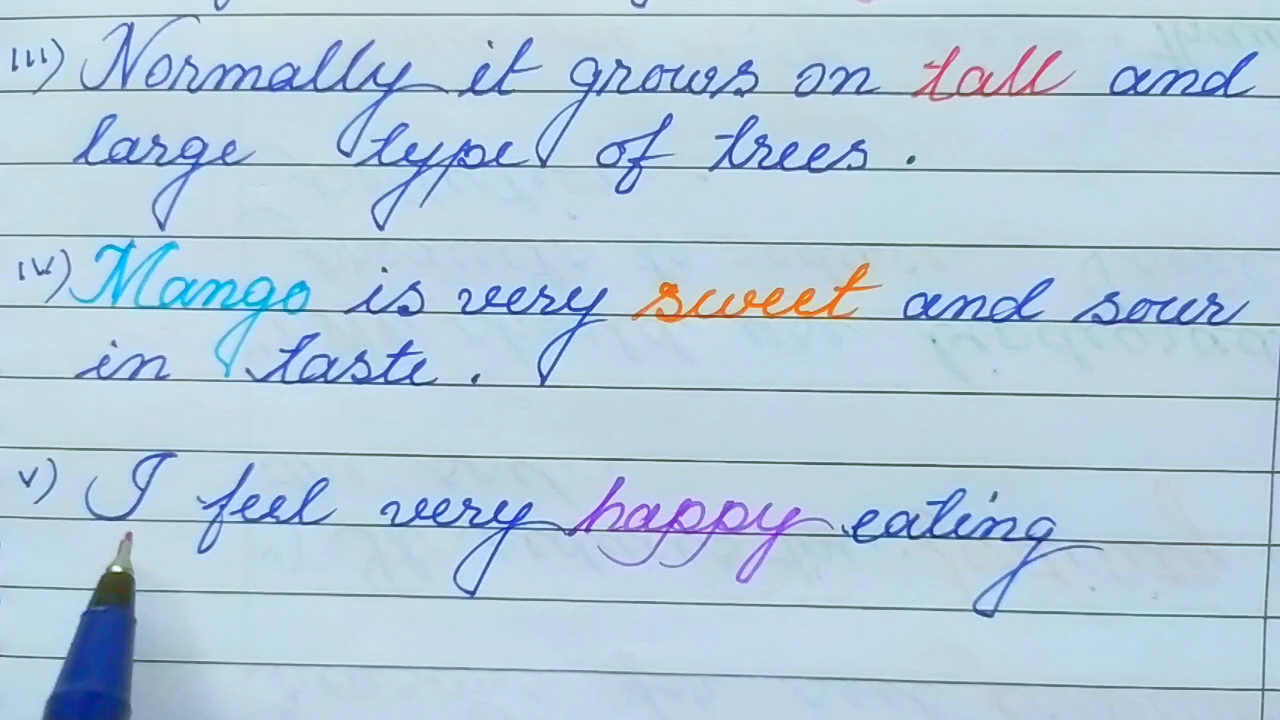 iii) Normally it grows on tall and
large type of trees.
iv) Mango is very sweet and sour
in taste.
v) I feel very happy eating